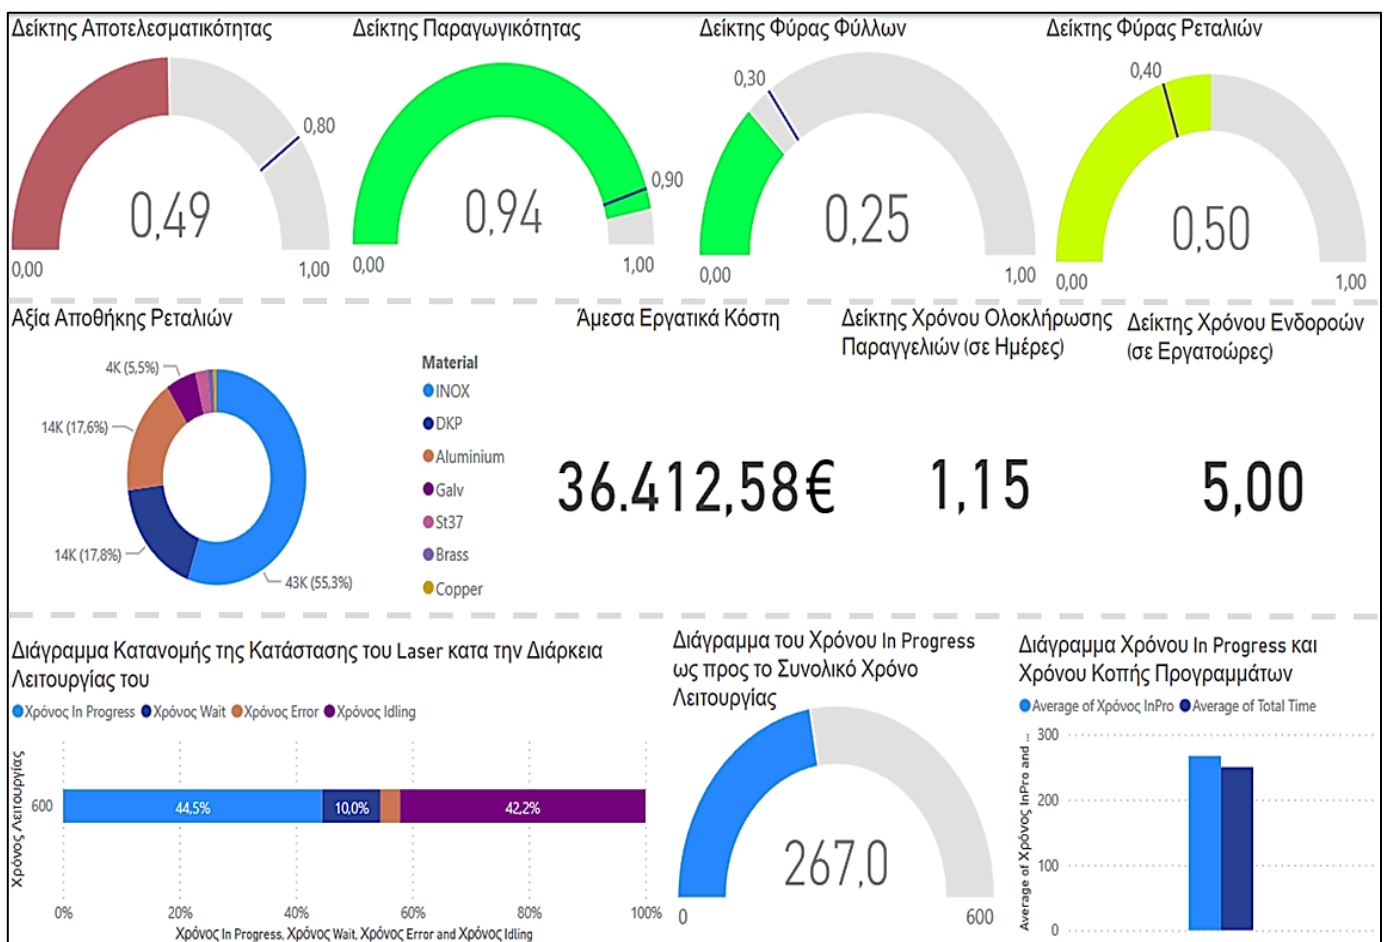 Δείκτης Αποτελεσματικότητας
0,80
0,49
0,00
1,00
Δείκτης Παραγωγικότητας
0,90
0,94
0,00
1,00
Δείκτης Φύρας Φύλλων
0,30
0,25
0,00
1,00
Δείκτης Φύρας Ρεταλιών
0,40
0,50
0,00
1,00
Αξία Αποθήκης Ρεταλιών
4K (5,5%)
14K (17,6%)
14K (17,8%)
43K (55,3%)
Material
INOX
DKP
Aluminium
Galv
St37
Brass
Copper
Άμεσα Εργατικά Κόστη
36.412,58€
Δείκτης Χρόνου Ολοκλήρωσης
Παραγγελιών (σε Ημέρες)
1,15
Δείκτης Χρόνου Ενδοροών
(σε Εργατοώρες)
5,00
Διάγραμμα Κατανομής της Κατάστασης του Laser κατα την Διάρκεια
Λειτουργίας του
Χρόνος In Progress Χρόνος Wait Χρόνος Error Χρόνος Idling
Χρόνος Λειτουργίας
600
44,5%
10,0%
42,2%
0%
20%
40%
60%
80%
100%
Χρόνος In Progress, Χρόνος Wait, Χρόνος Error and Χρόνος Idling
Διάγραμμα του Χρόνου In Progress
ως προς το Συνολικό Χρόνο
Λειτουργίας
267,0
0
600
Διάγραμμα Χρόνου In Progress και
Χρόνου Κοπής Προγραμμάτων
Average of Χρόνος InPro Average of Total Time
Average of Χρόνος InPro and ...
300
200
100
0